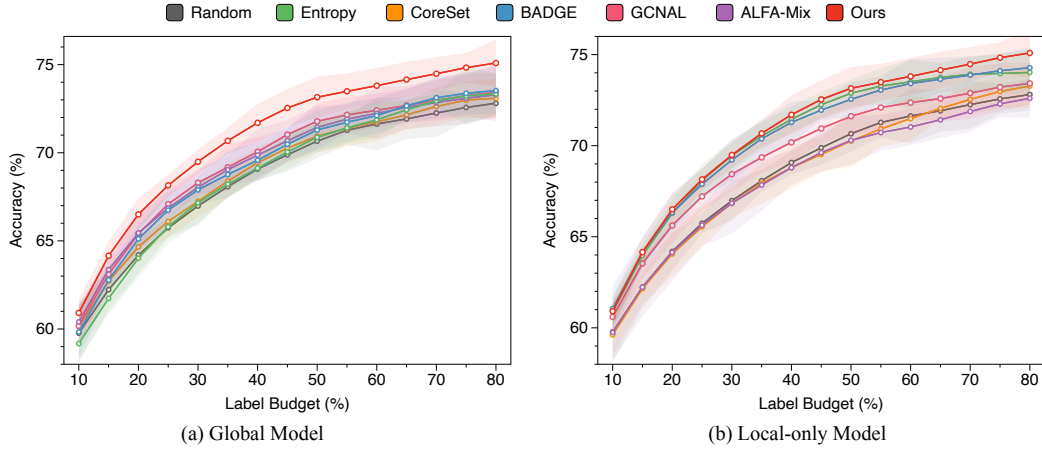 Random Entropy CoreSet BADGE GCNAL ALFA-Mix Ours
75
70
65
60
Accuracy (%)
10 20 30 40 50 60 70 80
Label Budget (%)
(a) Global Model
75
70
65
60
Accuracy (%)
10 20 30 40 50 60 70 80
Label Budget (%)
(b) Local-only Model